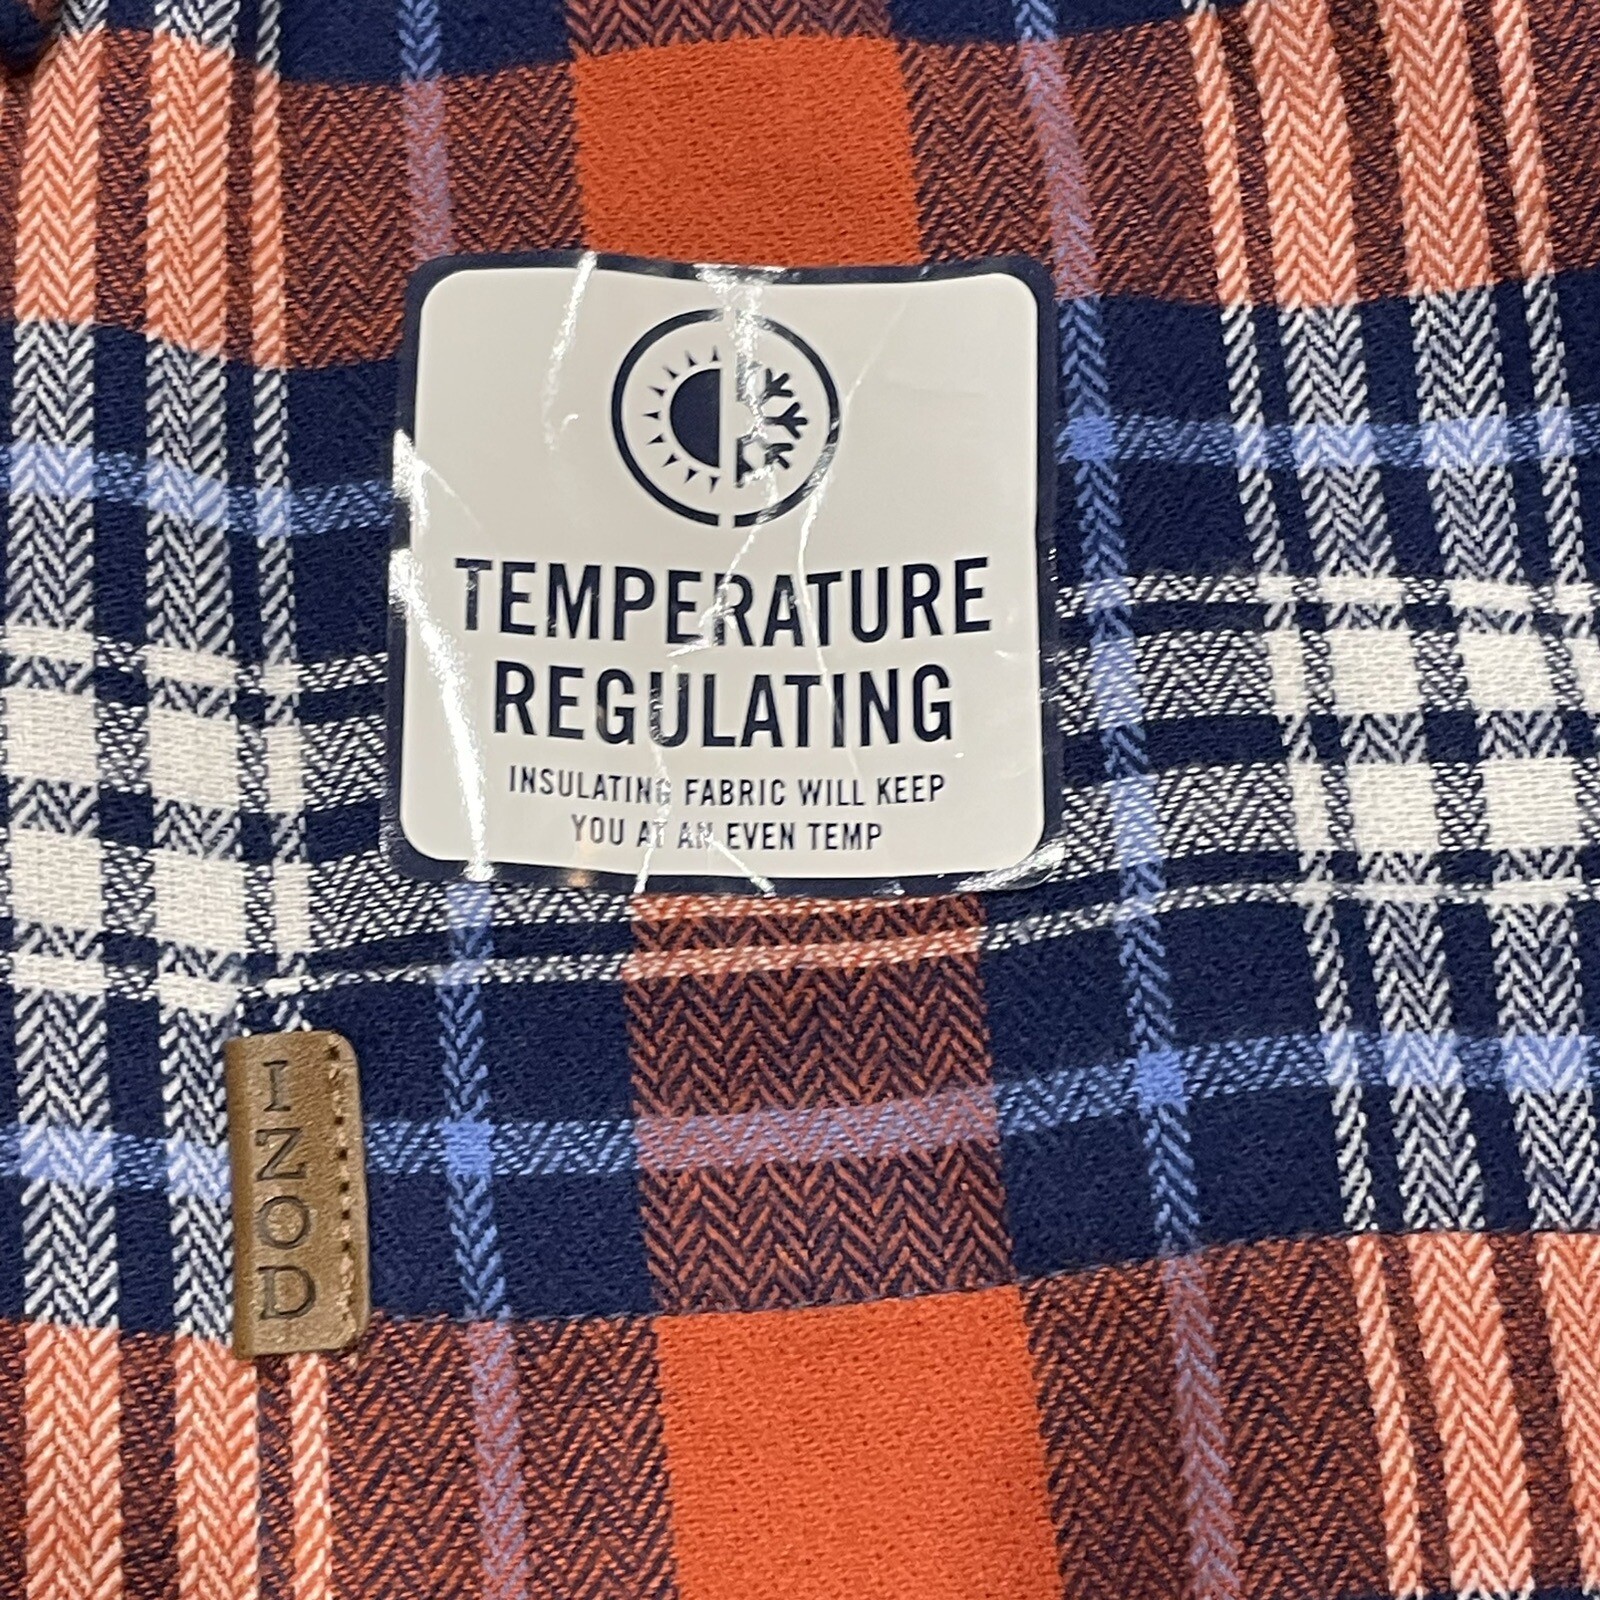 TEMPERATURE
REGULATING
INSULATING FABRIC WILL KEEP
YOU AT AN EVEN TEMP
IZOD